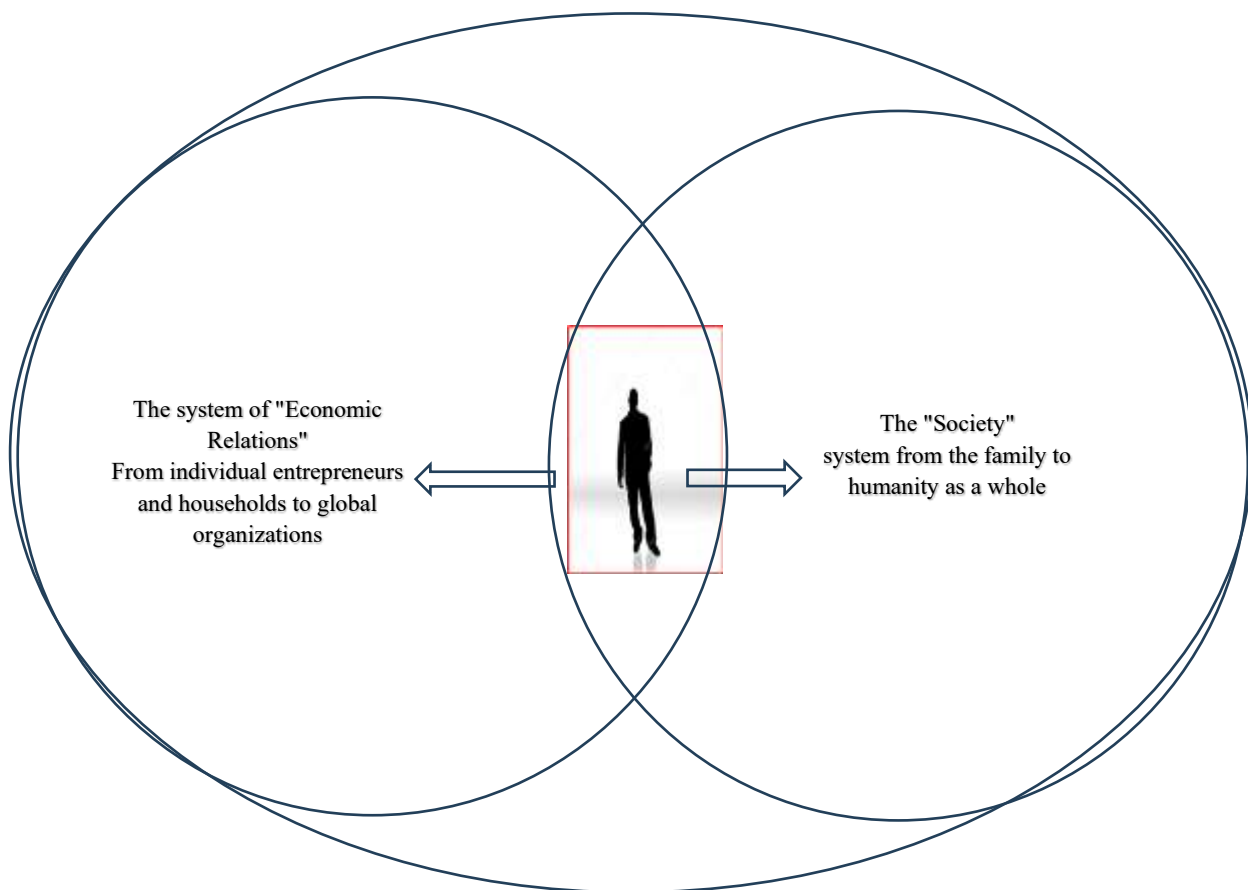 The system of "Economic
Relations"
From individual entrepreneurs
and households to global
organizations
The "Society"
system from the family to
humanity as a whole